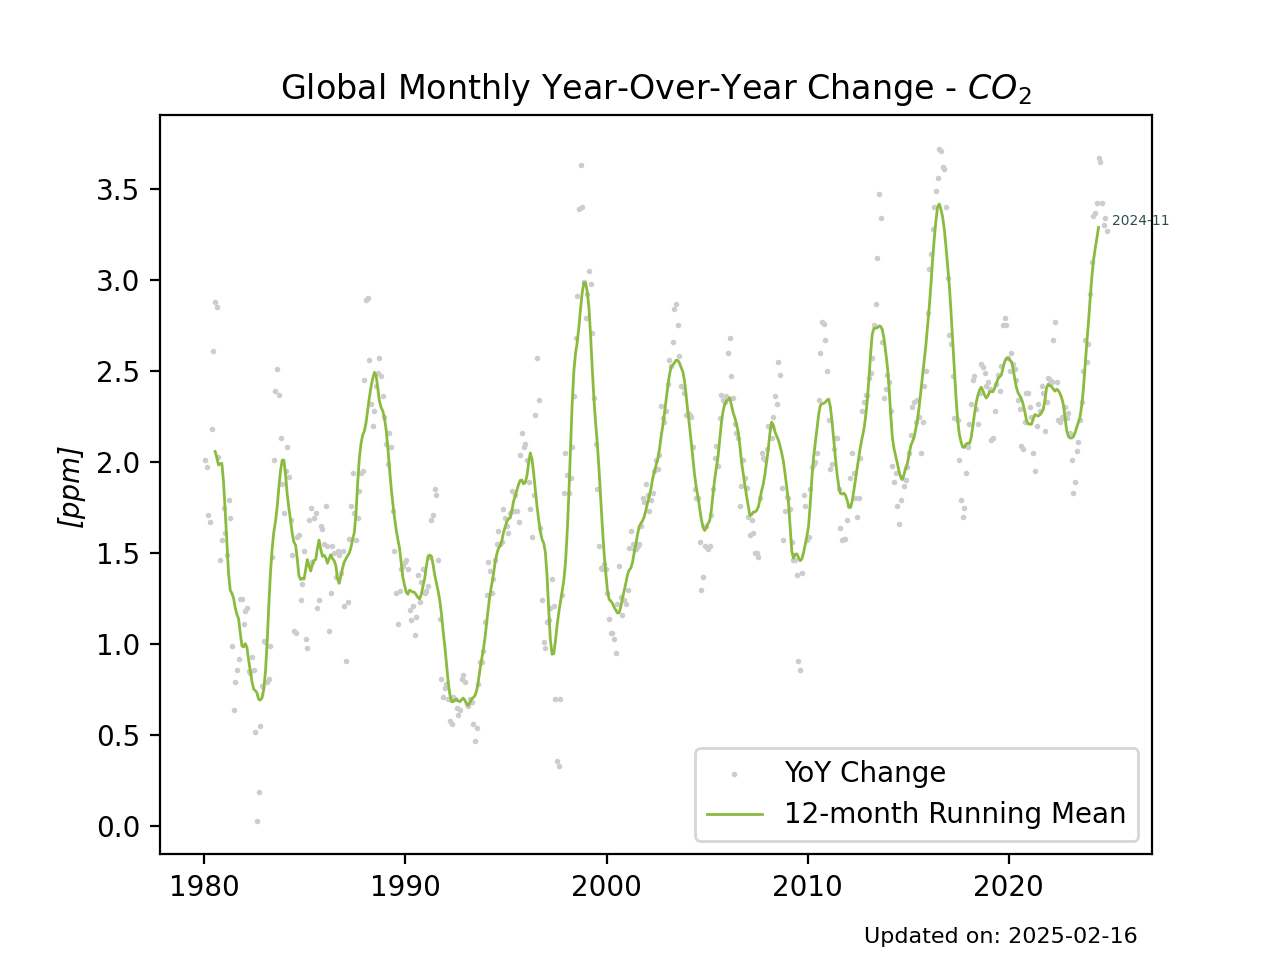 Global Monthly Year-Over-Year Change - CO₂
[ppm]
3.5
3.0
2.5
2.0
1.5
1.0
0.5
0.0
2024-11
YoY Change
12-month Running Mean
1980 1990 2000 2010 2020
Updated on: 2025-02-16